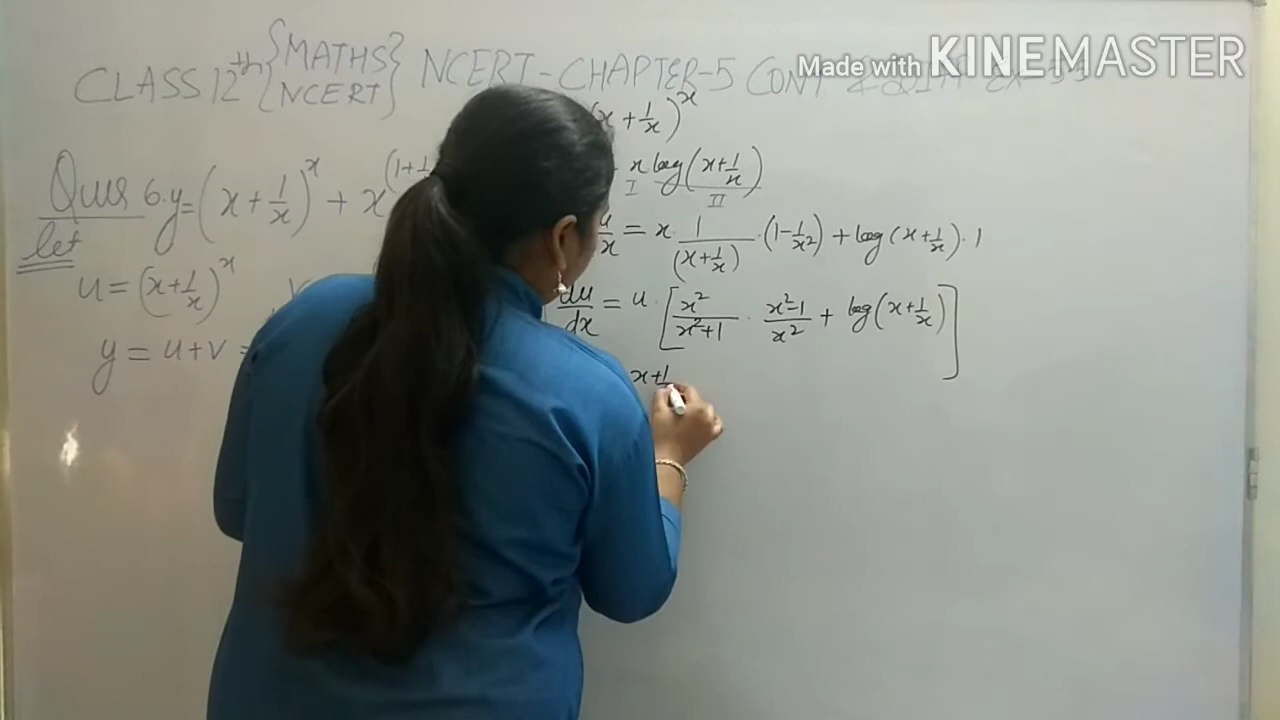 Made with KINEMASTER
CLASS 12th {MATHS NCERT} NCERT-CHAPTER-5
Ques 6. y = (x + 1/x)^x + x^(1+1/
let
u = (x + 1/x)^x
y = u + v =
(x + 1/x)^x
x log(x + 1/x)
I II
= x · 1/(x + 1/x) · (1 - 1/x²) + log(x + 1/x) · 1
du/dx = u · [x²/(x²+1) · (x²-1)/x² + log(x + 1/x)]
x + 1